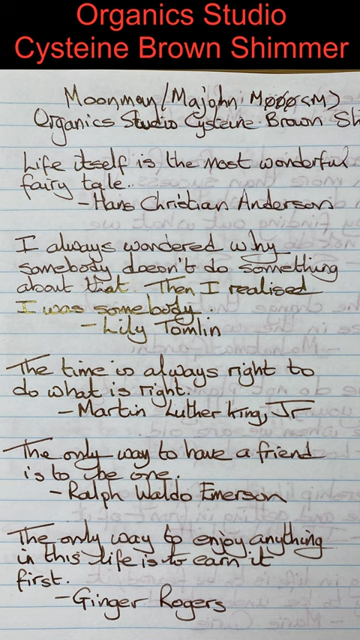 Organics Studio
Cysteine Brown Shimmer
Moonman/Majohn MØØØ(M)
Organics Studio Cysteine Brown Sh
Life itself is the most wonderful
fairy tale.
-Hans Christian Anderson
I always wondered why
somebody doesn't do something
about that. Then I realised
I was somebody.
-Lily Tomlin
The time is always right to
do what is right.
-Martin Luther King, Jr
The only way to have a friend
is to be one.
-Ralph Waldo Emerson
The only way to enjoy anything
in this life is to earn it
first.
-Ginger Rogers